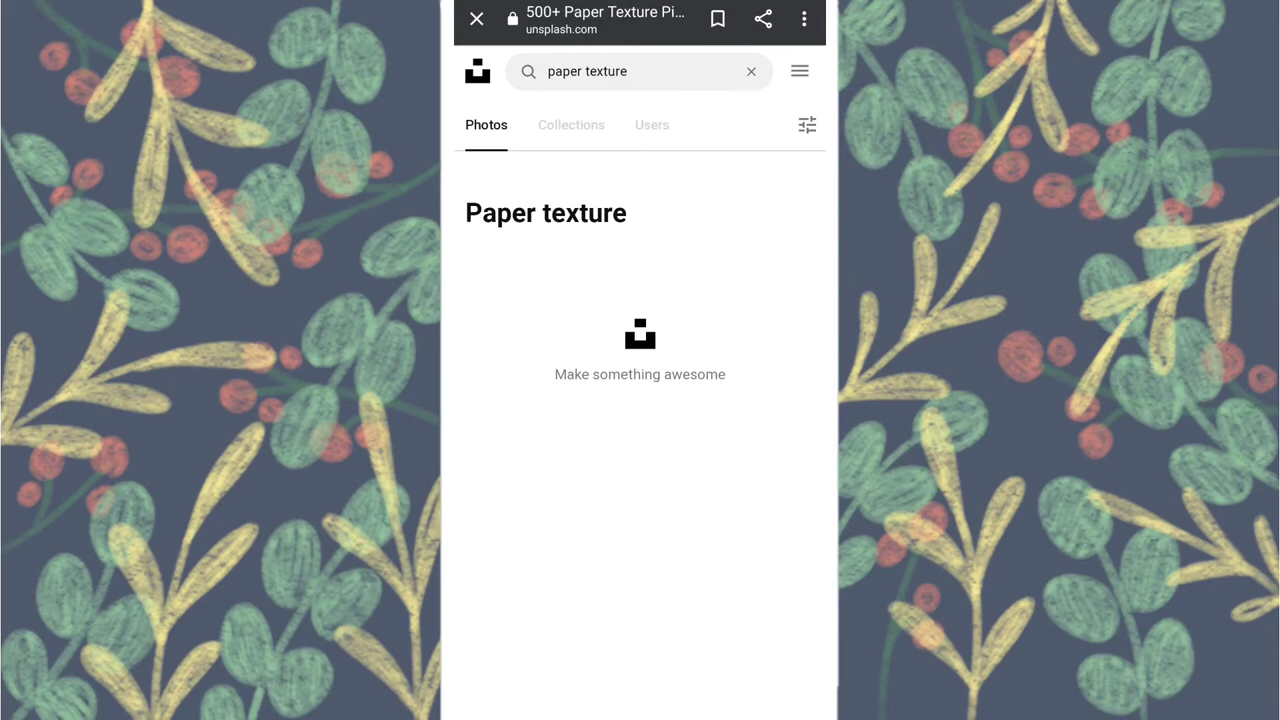 500+ Paper Texture Pi...
unsplash.com
paper texture
Photos Collections Users
Paper texture
Make something awesome